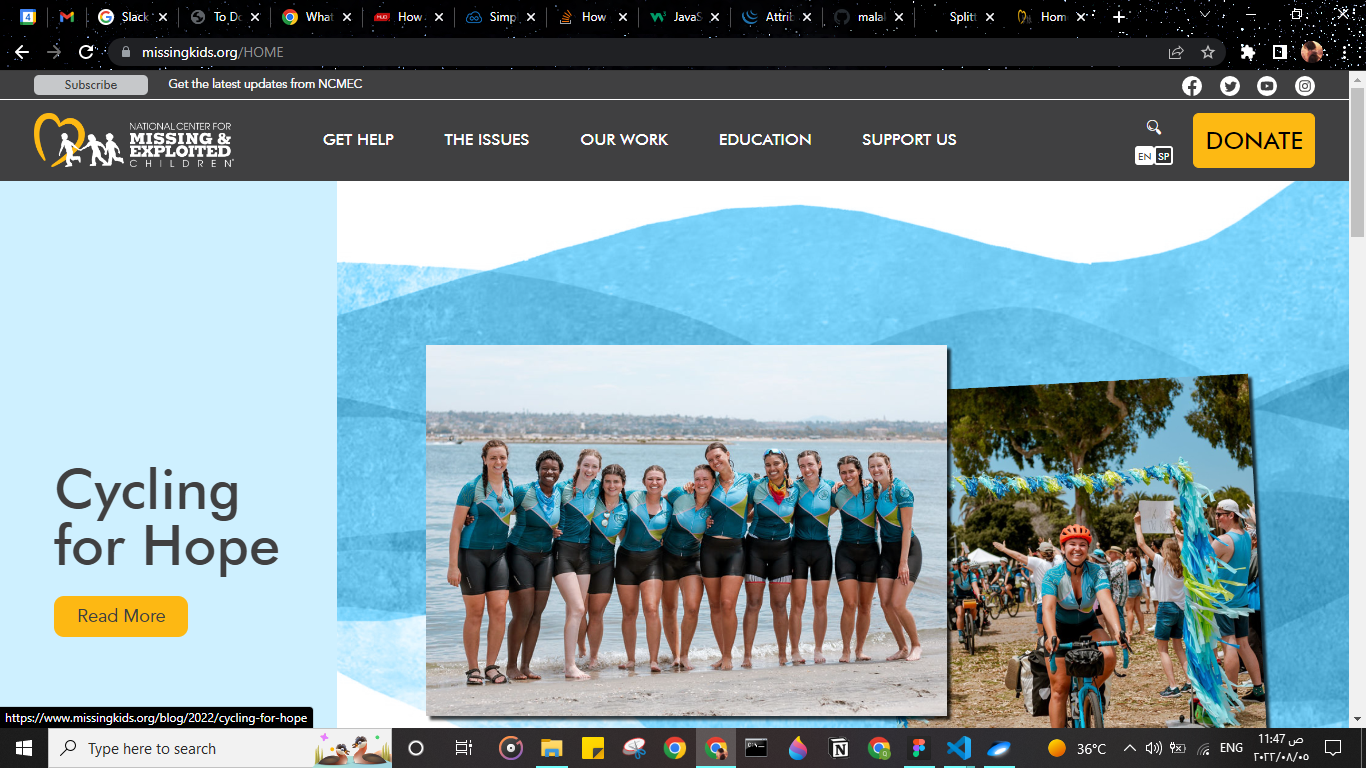 4
Slack
To Do
What
HUD
How
Simp
How
JavaS
Attrib
malal
Splitt
Hom
missingkids.org/HOME
Subscribe
Get the latest updates from NCMEC
NATIONAL CENTER FOR
MISSING &
EXPLOITED
CHILDREN
GET HELP
THE ISSUES
OUR WORK
EDUCATION
SUPPORT US
EN
SP
DONATE
Cycling
for Hope
Read More
https://www.missingkids.org/blog/2022/cycling-for-hope
Type here to search
36°C
ENG
11:47 ص
٢٠٢٢/٠٨/٠٥